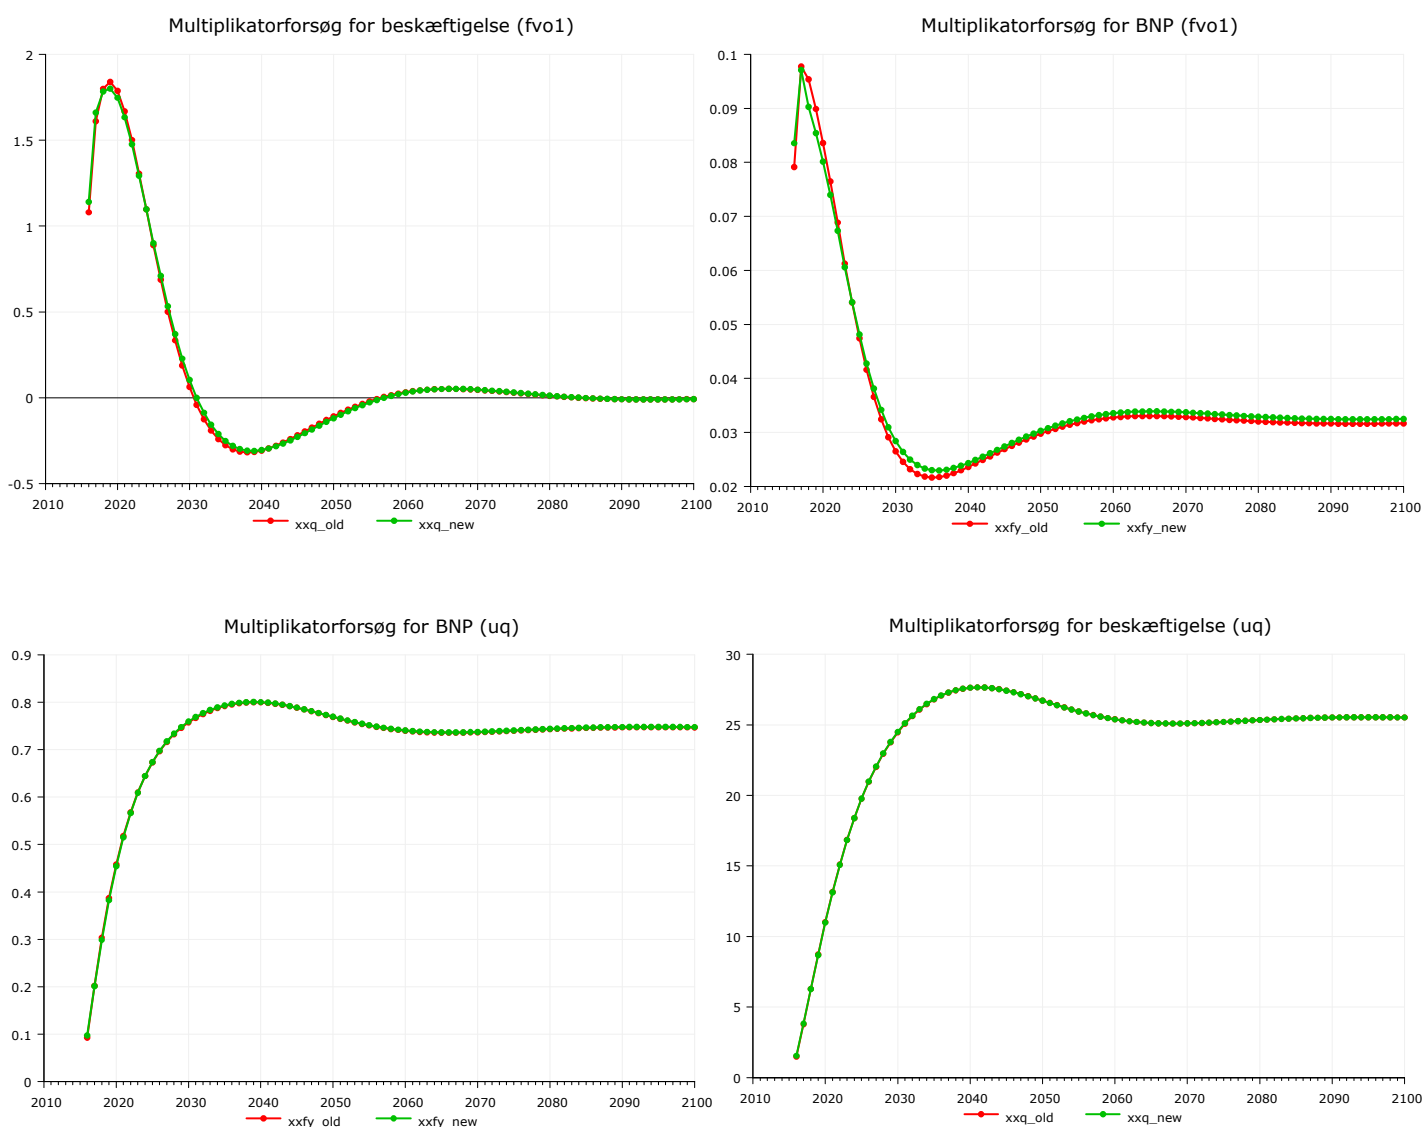 Multiplikatorforsøg for beskæftigelse (fvo1)
2
1.5
1
0.5
0
-0.5
2010 2020 2030 2040 2050 2060 2070 2080 2090 2100
xxq_old xxq_new
Multiplikatorforsøg for BNP (fvo1)
0.1
0.09
0.08
0.07
0.06
0.05
0.04
0.03
0.02
2010 2020 2030 2040 2050 2060 2070 2080 2090 2100
xxfy_old xxfy_new
Multiplikatorforsøg for BNP (uq)
0.9
0.8
0.7
0.6
0.5
0.4
0.3
0.2
0.1
0
2010 2020 2030 2040 2050 2060 2070 2080 2090 2100
xxfy_old xxfy_new
Multiplikatorforsøg for beskæftigelse (uq)
30
25
20
15
10
5
0
2010 2020 2030 2040 2050 2060 2070 2080 2090 2100
xxq_old xxq_new